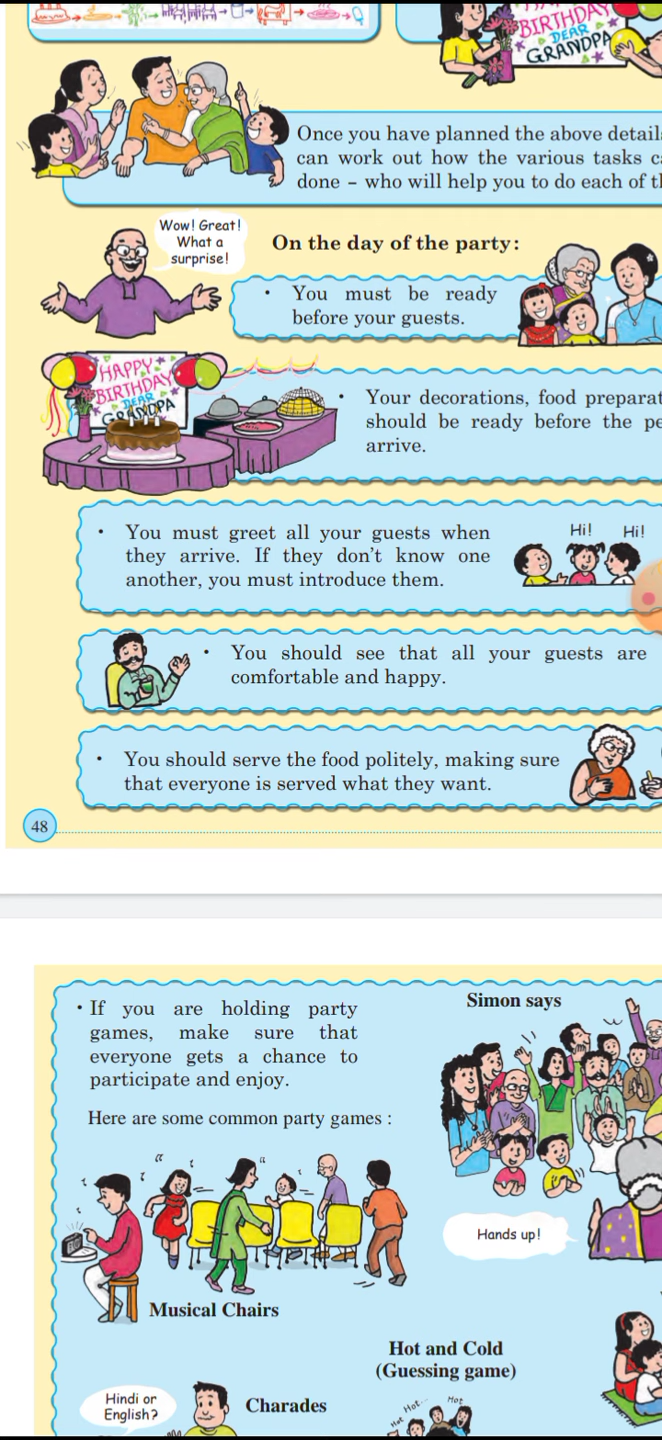 HAPPY
BIRTHDAY
DEAR
GRANDPA
Once you have planned the above detail
can work out how the various tasks
done – who will help you to do each of
Wow! Great!
What a
surprise!
On the day of the party:
• You must be ready
before your guests.
HAPPY
BIRTHDAY
DEAR
GRANDPA
• Your decorations, food preparat
should be ready before the
arrive.
• You must greet all your guests when
they arrive. If they don't know one
another, you must introduce them.
Hi! Hi!
• You should see that all your guests are
comfortable and happy.
• You should serve the food politely, making sure
that everyone is served what they want.
48
• If you are holding party
games, make sure that
everyone gets a chance to
participate and enjoy.
Simon says
Here are some common party games :
Hands up!
Musical Chairs
Hot and Cold
(Guessing game)
Hindi or
English?
Charades
Hot Hot... Hot